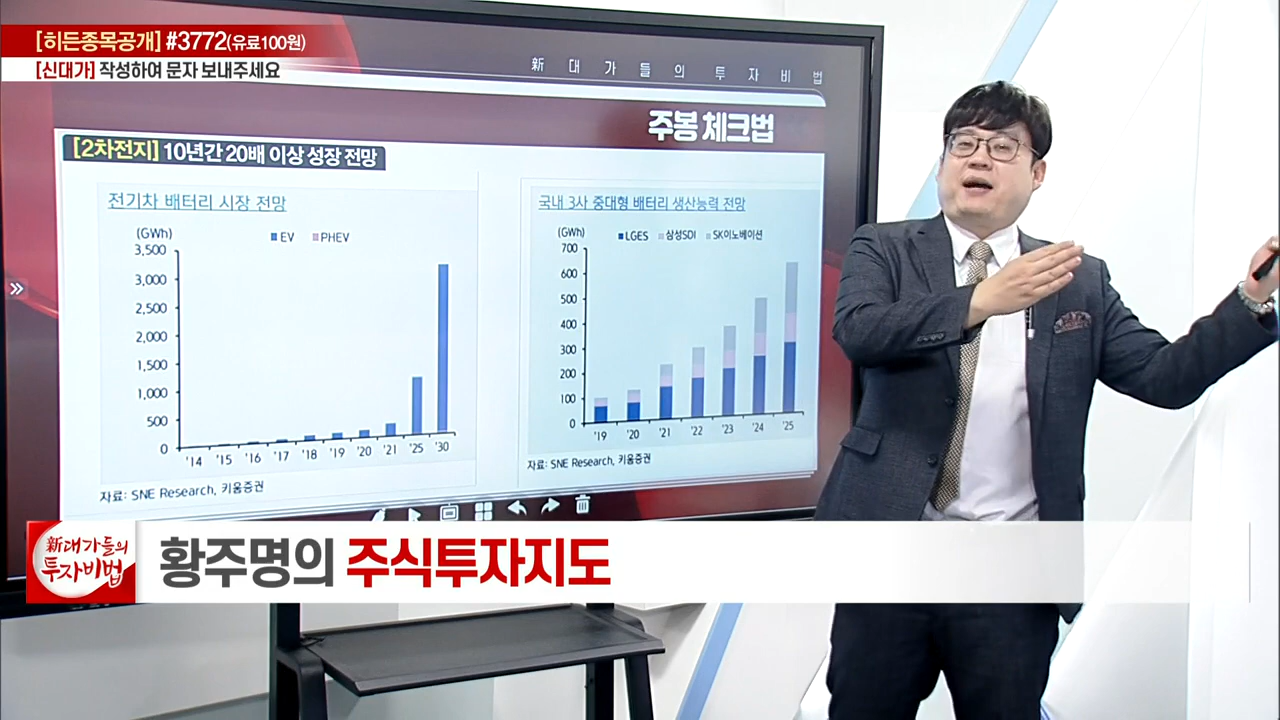 [히든종목공개] #3772(유료100원)
[신대가] 작성하여 문자 보내주세요
新 대 가 들 의 투 자 비 법
주봉 체크법
[2차전지] 10년간 20배 이상 성장 전망
전기차 배터리 시장 전망
(GWh)
EV PHEV
3,500
3,000
2,500
2,000
1,500
1,000
500
0
'14 '15 '16 '17 '18 '19 '20 '21 '25 '30
자료: SNE Research, 키움증권
국내 3사 중대형 배터리 생산능력 전망
(GWh)
LGES 삼성SDI SK이노베이션
700
600
500
400
300
200
100
0
'19 '20 '21 '22 '23 '24 '25
자료: SNE Research, 키움증권
新대가들의
투자비법
황주명의 주식투자지도